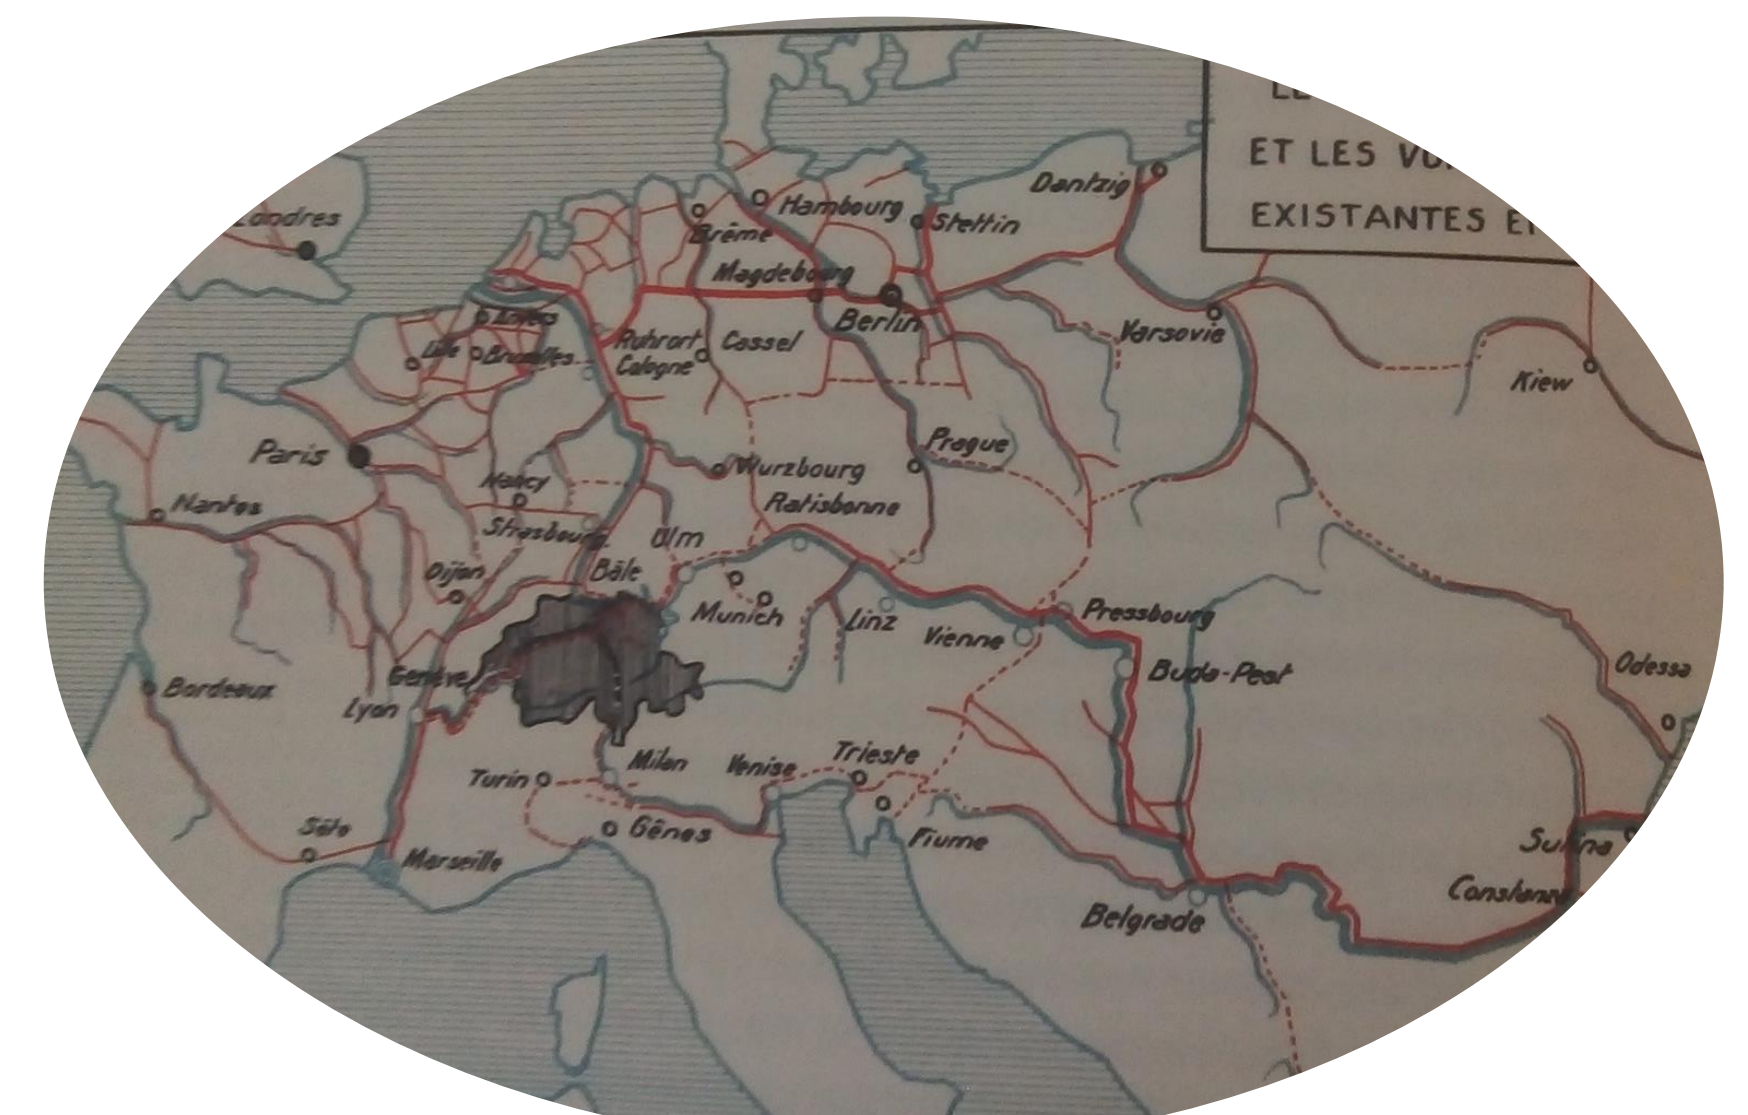 ET LES
EXISTANTES
Dantzig
Londres
Hambourg
Stettin
Brême
Magdebourg
Anvers
Berlin
Varsovie
Lille
Bruxelles
Ruhrort
Cassel
Cologne
Kiew
Paris
Prague
Wurzbourg
Nancy
Ratisbonne
Nantes
Strasbourg
Ulm
Dijon
Bâle
Munich
Linz
Pressbourg
Vienne
Genève
Buda-Pest
Odessa
Bordeaux
Lyon
Milan
Venise
Trieste
Turin
Sète
Gênes
Fiume
Sulina
Marseille
Belgrade